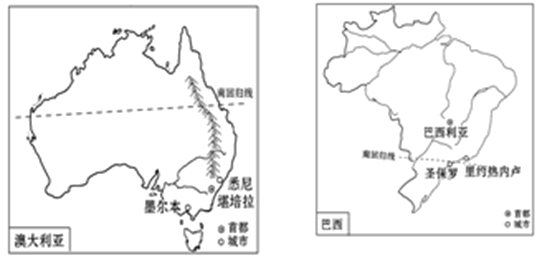 南回归线
悉尼
堪培拉
墨尔本
首都
城市
澳大利亚
巴西利亚
南回归线
圣保罗
里约热内卢
首都
城市
巴西